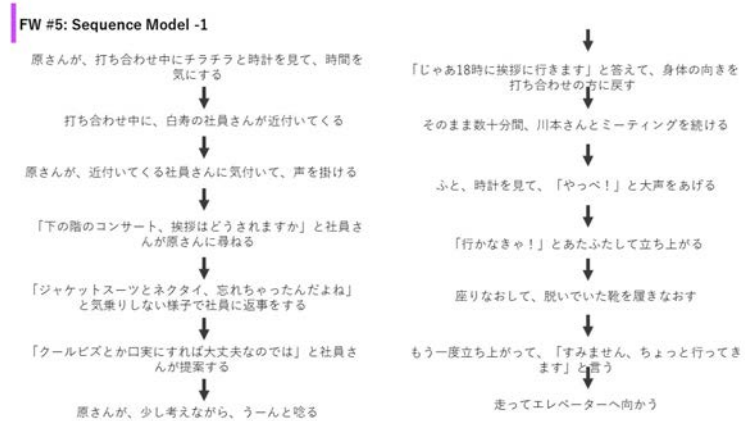 FW #5: Sequence Model -1
原さんが、打ち合わせ中にチラチラと時計を見て、時間を
気にする
打ち合わせ中に、白寿の社員さんが近付いてくる
原さんが、近付いてくる社員さんに気付いて、声を掛ける
「下の階のコンサート、挨拶はどうされますか」と社員さ
んが原さんに尋ねる
「ジャケットスーツとネクタイ、忘れちゃったんだよね」
と気乗りしない様子で社員に返事をする
「クールビズとか口実にすれば大丈夫なのでは」と社員さ
んが提案する
原さんが、少し考えながら、うーんと唸る
「じゃあ18時に挨拶に行きます」と答えて、身体の向きを
打ち合わせの方に戻す
そのまま数十分間、川本さんとミーティングを続ける
ふと、時計を見て、「やっべ！」と大声をあげる
「行かなきゃ！」とあたふたして立ち上がる
座りなおして、脱いでいた靴を履きなおす
もう一度立ち上がって、「すみません、ちょっと行ってき
ます」と言う
走ってエレベーターへ向かう